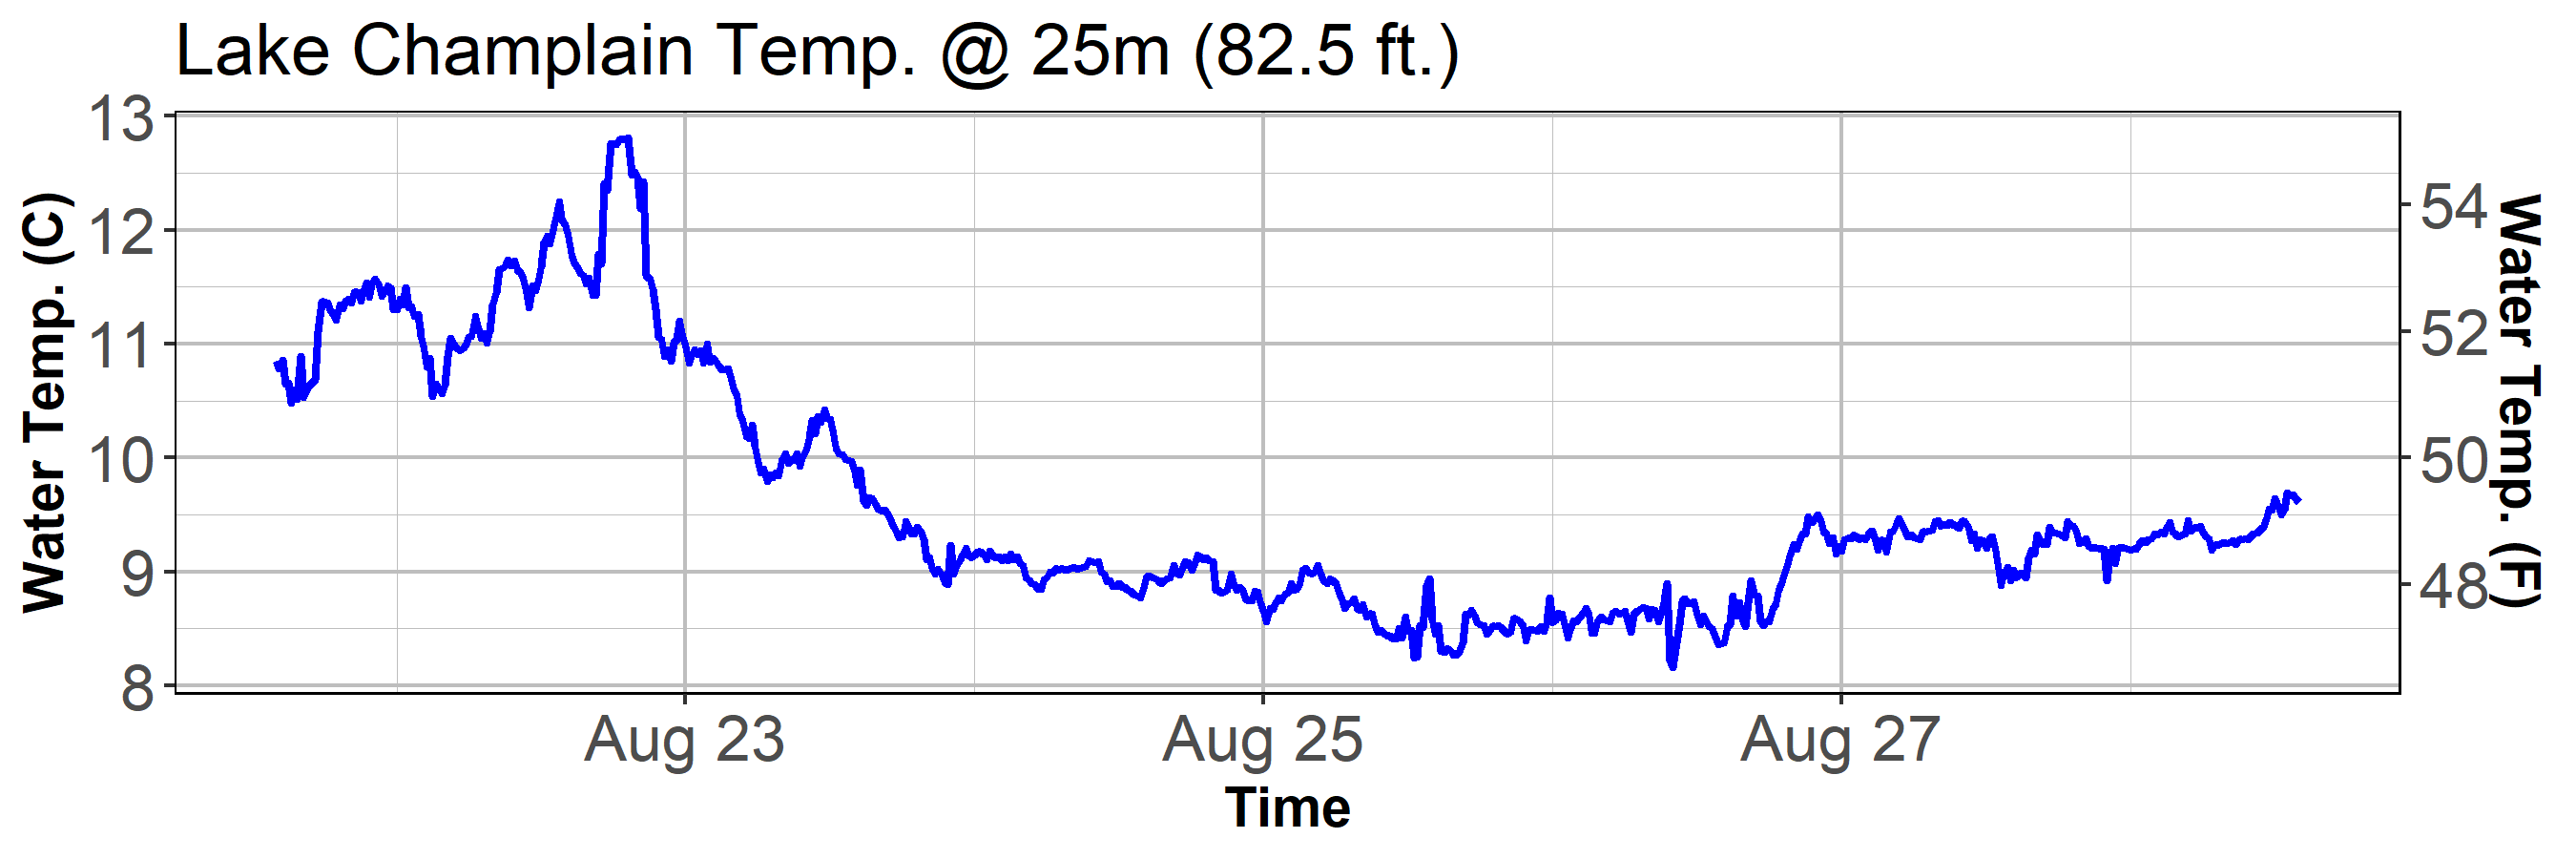 Lake Champlain Temp. @ 25m (82.5 ft.)
Water Temp. (C)
13
12
11
10
9
8
54
52
50
48
Water Temp. (F)
Aug 23 Aug 25 Aug 27
Time